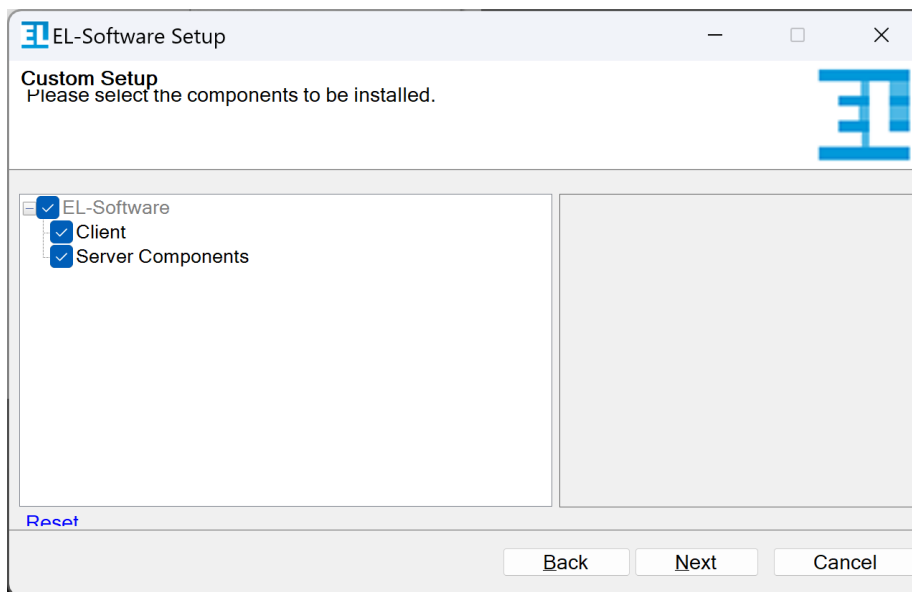 EL-Software Setup
Custom Setup
Please select the components to be installed.
EL-Software
Client
Server Components
Reset
Back
Next
Cancel